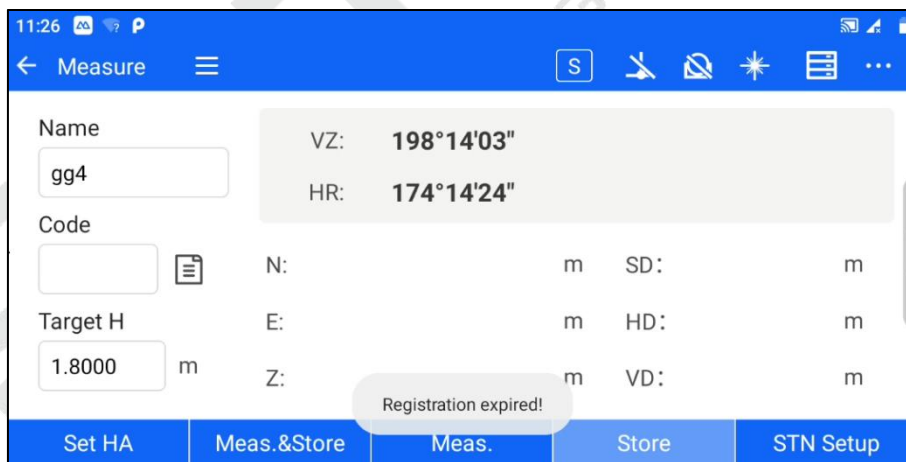 11:26
Measure
S
Name
gg4
VZ: 198°14'03"
HR: 174°14'24"
Code
N: m SD: m
Target H
E: m HD: m
1.8000 m
Z: m VD: m
Registration expired!
Set HA Meas.&Store Meas. Store STN Setup